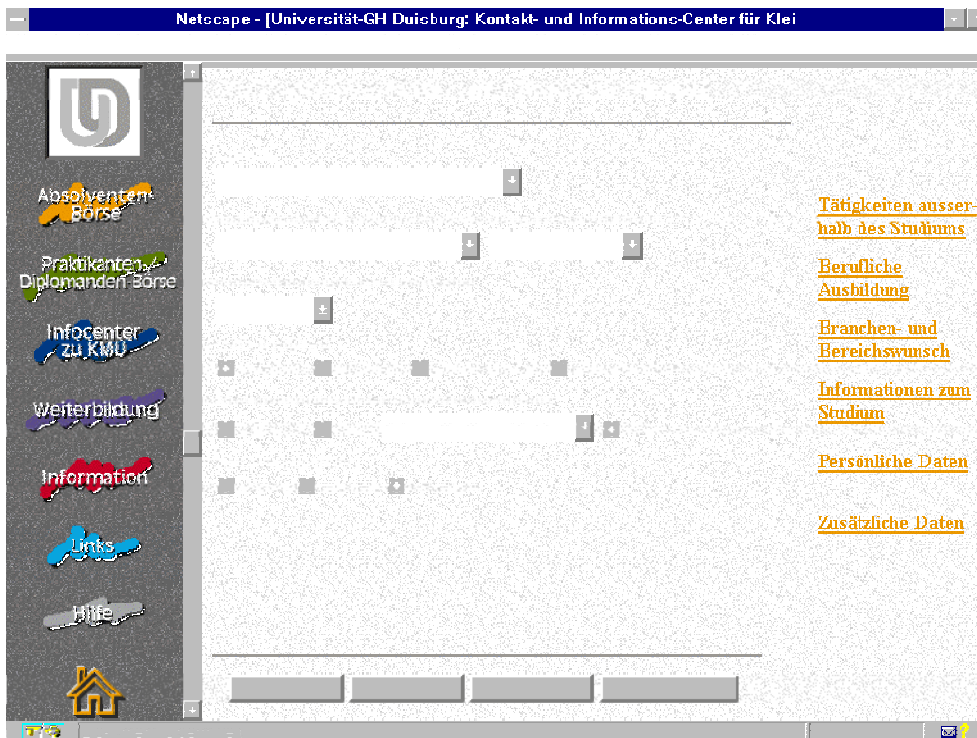 Netscape - [Universität-GH Duisburg: Kontakt- und Informations-Center für Klei
Absolventen-
Börse
Praktikanten-/
Diplomanden Börse
Infocenter
zu KMU
Weiterbildung
Information
Links
Hilfe
Tätigkeiten ausser-
halb des Studiums
Berufliche
Ausbildung
Branchen- und
Bereichswunsch
Informationen zum
Studium
Persönliche Daten
Zusätzliche Daten